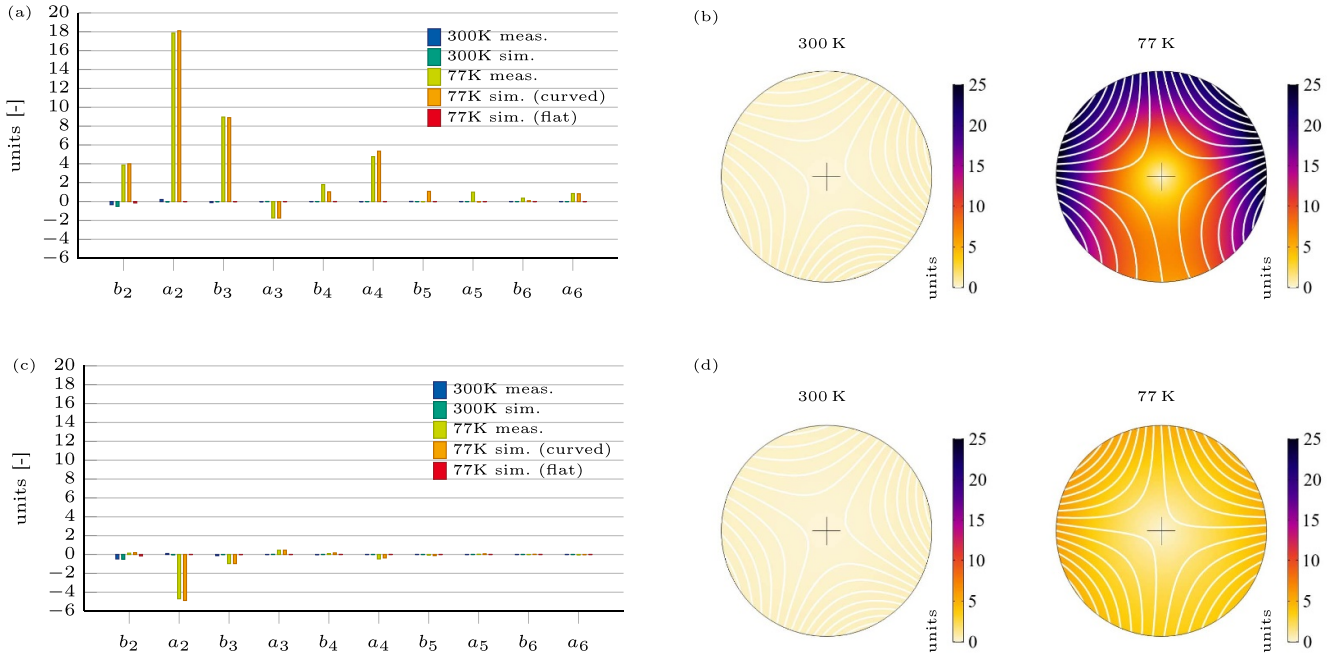 (a)
units [-]
20
18
16
14
12
10
8
6
4
2
0
−2
−4
−6
300K meas.
300K sim.
77K meas.
77K sim. (curved)
77K sim. (flat)
b2 a2 b3 a3 b4 a4 b5 a5 b6 a6
(b)
300 K
25
20
15
10
5
0
units
77 K
25
20
15
10
5
0
units
(c)
units [-]
20
18
16
14
12
10
8
6
4
2
0
−2
−4
−6
300K meas.
300K sim.
77K meas.
77K sim. (curved)
77K sim. (flat)
b2 a2 b3 a3 b4 a4 b5 a5 b6 a6
(d)
300 K
25
20
15
10
5
0
units
77 K
25
20
15
10
5
0
units